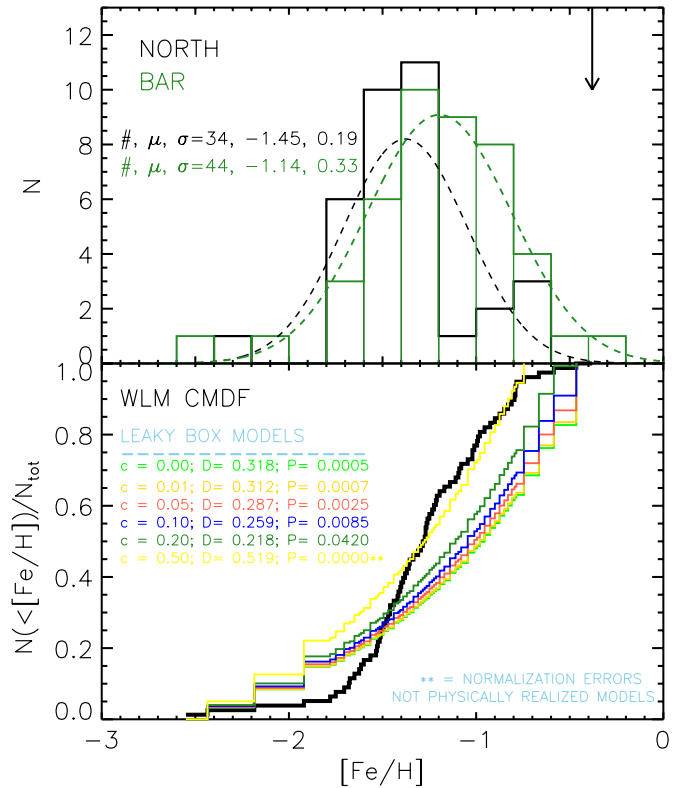 12
10
8
6
4
2
0
N
NORTH
BAR
#, μ, σ=34, −1.45, 0.19
#, μ, σ=44, −1.14, 0.33
1.0
0.8
0.6
0.4
0.2
0.0
N(<[Fe/H])/Ntot
WLM CMDF
LEAKY BOX MODELS
c = 0.00; D= 0.318; P= 0.0005
c = 0.01; D= 0.312; P= 0.0007
c = 0.05; D= 0.287; P= 0.0025
c = 0.10; D= 0.259; P= 0.0085
c = 0.20; D= 0.218; P= 0.0420
c = 0.50; D= 0.519; P= 0.0000**
** = NORMALIZATION ERRORS
NOT PHYSICALLY REALIZED MODELS
−3 −2 −1 0
[Fe/H]